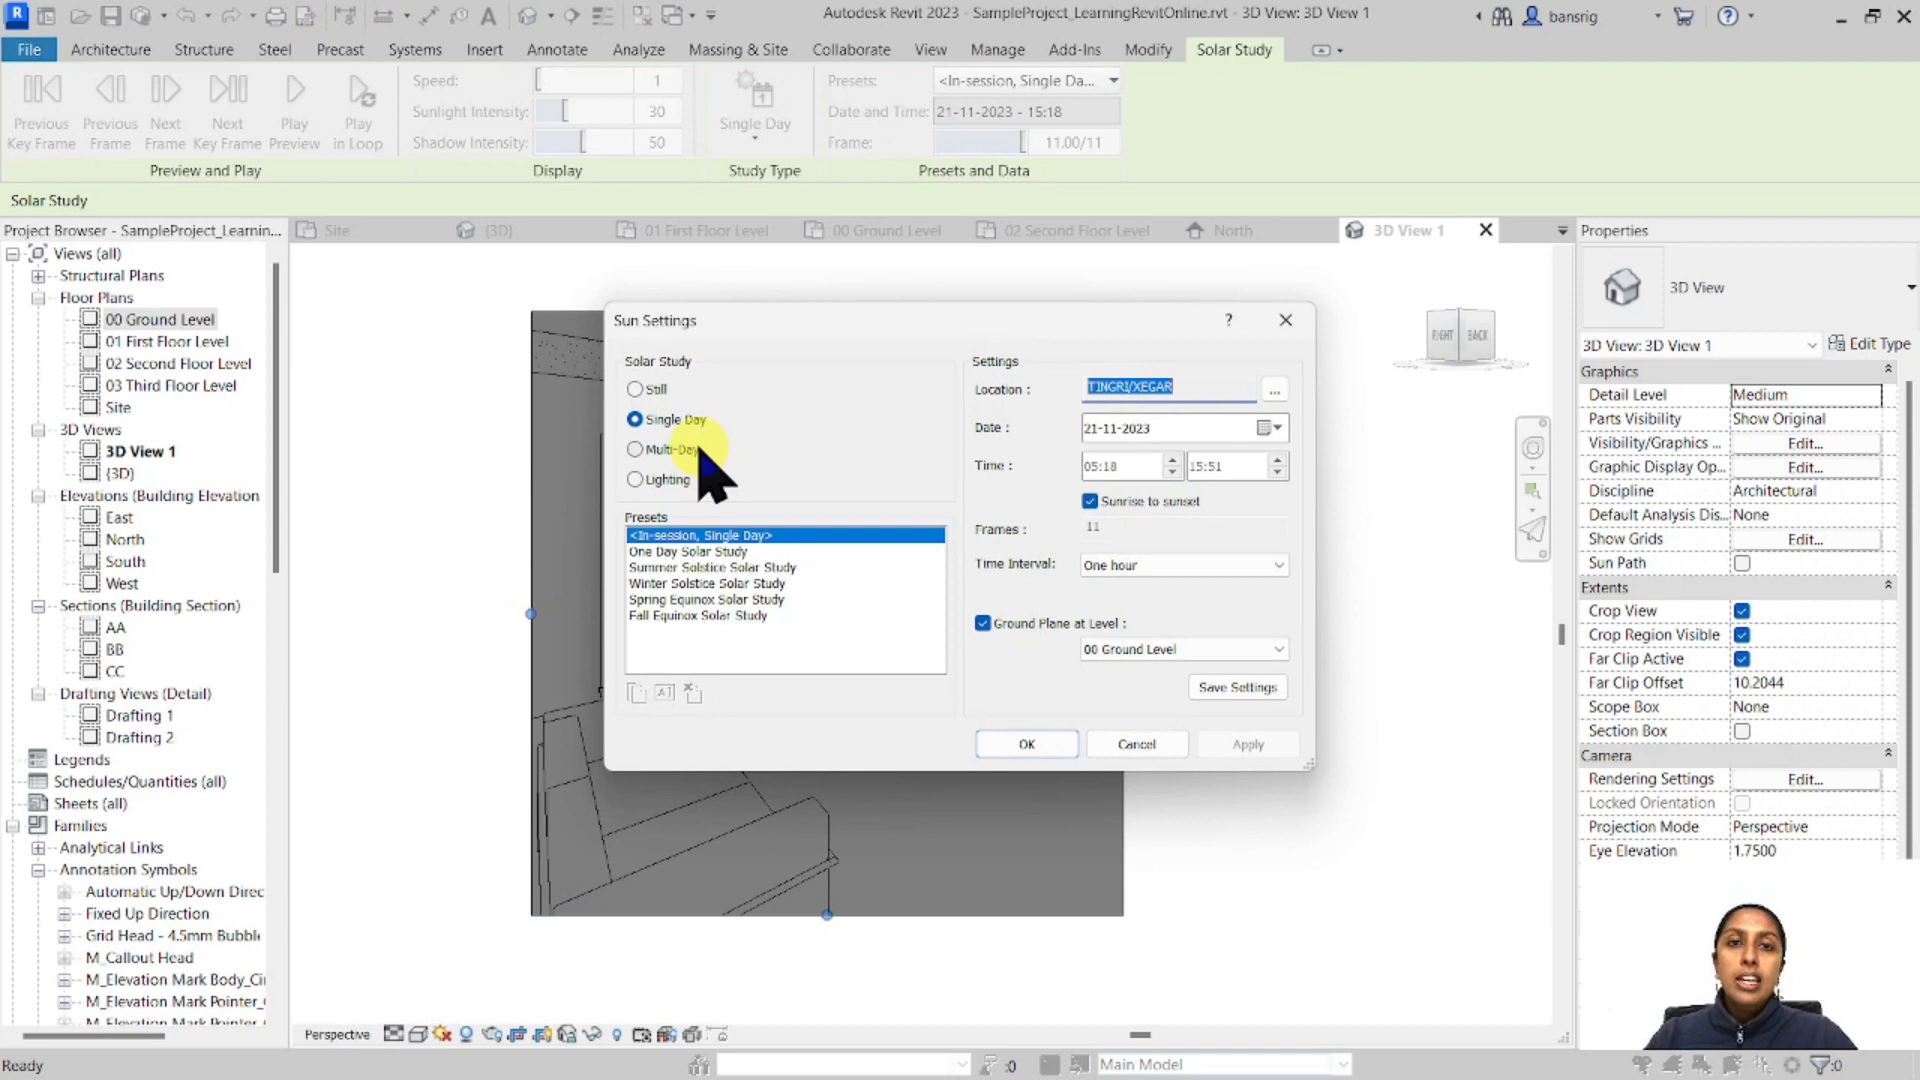 Autodesk Revit 2023 - SampleProject_LearningRevitOnline.rvt - 3D View: 3D View 1
bansrig
File Architecture Structure Steel Precast Systems Insert Annotate Analyze Massing & Site Collaborate View Manage Add-Ins Modify Solar Study
Previous Key Frame
Previous Frame
Next Frame
Next Key Frame
Play Preview
Play in Loop
Preview and Play
Speed: 1
Sunlight Intensity: 30
Shadow Intensity: 50
Display
Single Day
Study Type
Presets: <In-session, Single Da...
Date and Time: 21-11-2023 - 15:18
Frame: 11.00/11
Presets and Data
Solar Study
Project Browser - SampleProject_Learnin...
Views (all)
Structural Plans
Floor Plans
00 Ground Level
01 First Floor Level
02 Second Floor Level
03 Third Floor Level
Site
3D Views
3D View 1
{3D}
Elevations (Building Elevation
East
North
South
West
Sections (Building Section)
AA
BB
CC
Drafting Views (Detail)
Drafting 1
Drafting 2
Legends
Schedules/Quantities (all)
Sheets (all)
Families
Analytical Links
Annotation Symbols
Automatic Up/Down Direc
Fixed Up Direction
Grid Head - 4.5mm Bubble
M_Callout Head
M_Elevation Mark Body_Ci
M_Elevation Mark Pointer_
M_Elevation Mark Pointer_
Site {3D} 01 First Floor Level 00 Ground Level 02 Second Floor Level North 3D View 1
Sun Settings ?
Solar Study
Still
Single Day
Multi-Day
Lighting
Presets
<In-session, Single Day>
One Day Solar Study
Summer Solstice Solar Study
Winter Solstice Solar Study
Spring Equinox Solar Study
Fall Equinox Solar Study
Settings
Location : TINGRI/XEGAR ...
Date : 21-11-2023
Time : 05:18 15:51
Sunrise to sunset
Frames : 11
Time Interval: One hour
Ground Plane at Level :
00 Ground Level
Save Settings
OK Cancel Apply
RIGHT BACK
Properties
3D View
3D View: 3D View 1 Edit Type
Graphics
Detail Level Medium
Parts Visibility Show Original
Visibility/Graphics ... Edit...
Graphic Display Op... Edit...
Discipline Architectural
Default Analysis Dis... None
Show Grids Edit...
Sun Path
Extents
Crop View
Crop Region Visible
Far Clip Active
Far Clip Offset 10.2044
Scope Box None
Section Box
Camera
Rendering Settings Edit...
Locked Orientation
Projection Mode Perspective
Eye Elevation 1.7500
Perspective
Ready :0 Main Model :0